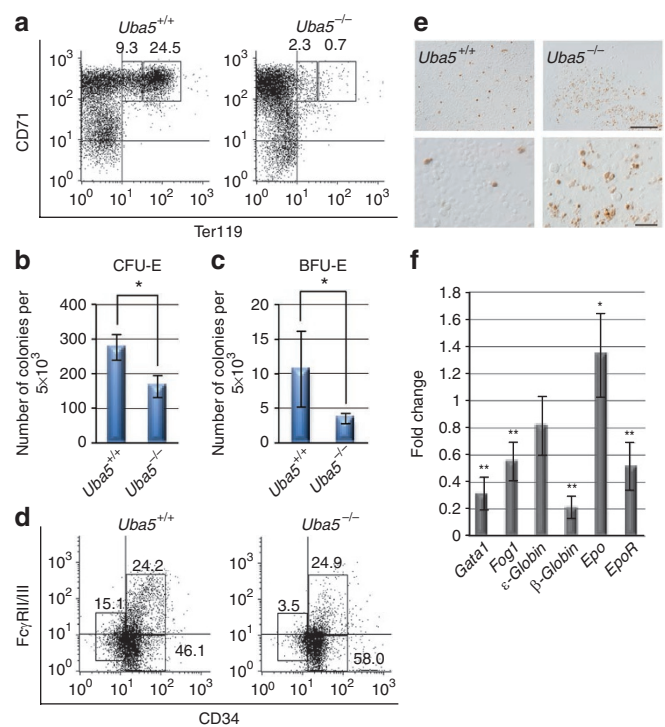 a
Uba5+/+
Uba5−/−
9.3 24.5
2.3 0.7
10³
10²
10¹
10⁰
CD71
10⁰ 10¹ 10² 10³
10⁰ 10¹ 10² 10³
Ter119
b
CFU-E
*
Number of colonies per
5×10³
400
300
200
100
0
Uba5+/+
Uba5−/−
c
BFU-E
*
Number of colonies per
5×10³
20
15
10
5
0
Uba5+/+
Uba5−/−
d
Uba5+/+
Uba5−/−
24.2
15.1
46.1
24.9
3.5
58.0
FcγRII/III
10³
10²
10¹
10⁰
10³
10²
10¹
10⁰
10⁰ 10¹ 10² 10³
10⁰ 10¹ 10² 10³
CD34
e
Uba5+/+
Uba5−/−
f
Fold change
1.8
1.6
1.4
1.2
1
0.8
0.6
0.4
0.2
0
**
**
**
*
**
Gata1
Fog1
ε-Globin
β-Globin
Epo
EpoR